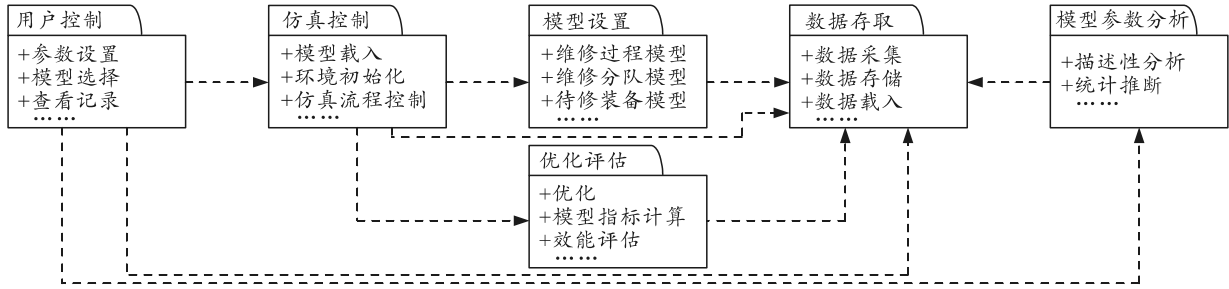 用户控制
+参数设置
+模型选择
+查看记录
……
仿真控制
+模型载入
+环境初始化
+仿真流程控制
……
模型设置
+维修过程模型
+维修分队模型
+待修装备模型
……
数据存取
+数据采集
+数据存储
+数据载入
……
模型参数分析
+描述性分析
+统计推断
……
优化评估
+优化
+模型指标计算
+效能评估
……